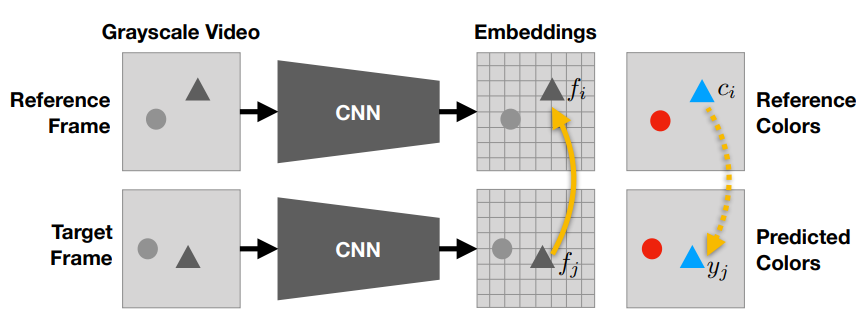 Grayscale Video
Embeddings
Reference
Frame
CNN
f_i
c_i
Reference
Colors
Target
Frame
CNN
f_j
y_j
Predicted
Colors